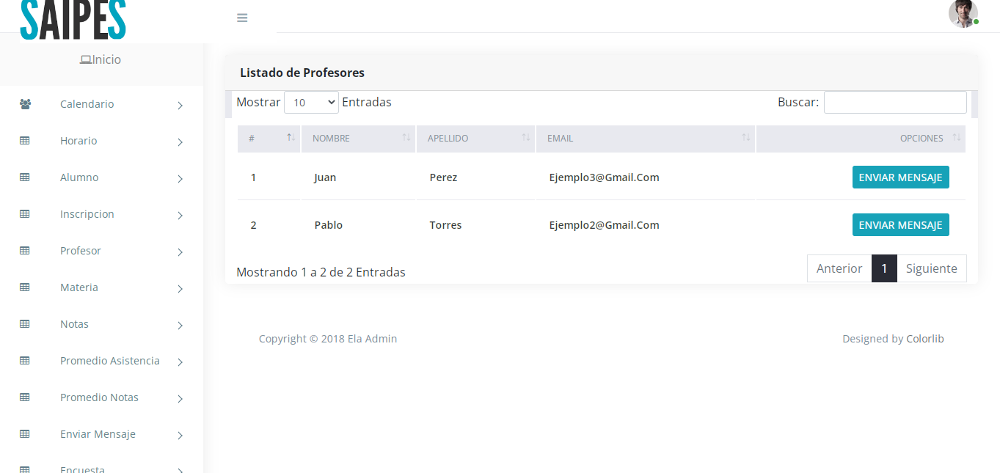 SAIPES
Inicio
Calendario
Horario
Alumno
Inscripcion
Profesor
Materia
Notas
Promedio Asistencia
Promedio Notas
Enviar Mensaje
Encuesta
Listado de Profesores
Mostrar 10 Entradas Buscar:
# NOMBRE APELLIDO EMAIL OPCIONES
1 Juan Perez Ejemplo3@Gmail.Com ENVIAR MENSAJE
2 Pablo Torres Ejemplo2@Gmail.Com ENVIAR MENSAJE
Mostrando 1 a 2 de 2 Entradas Anterior 1 Siguiente
Copyright © 2018 Ela Admin Designed by Colorlib